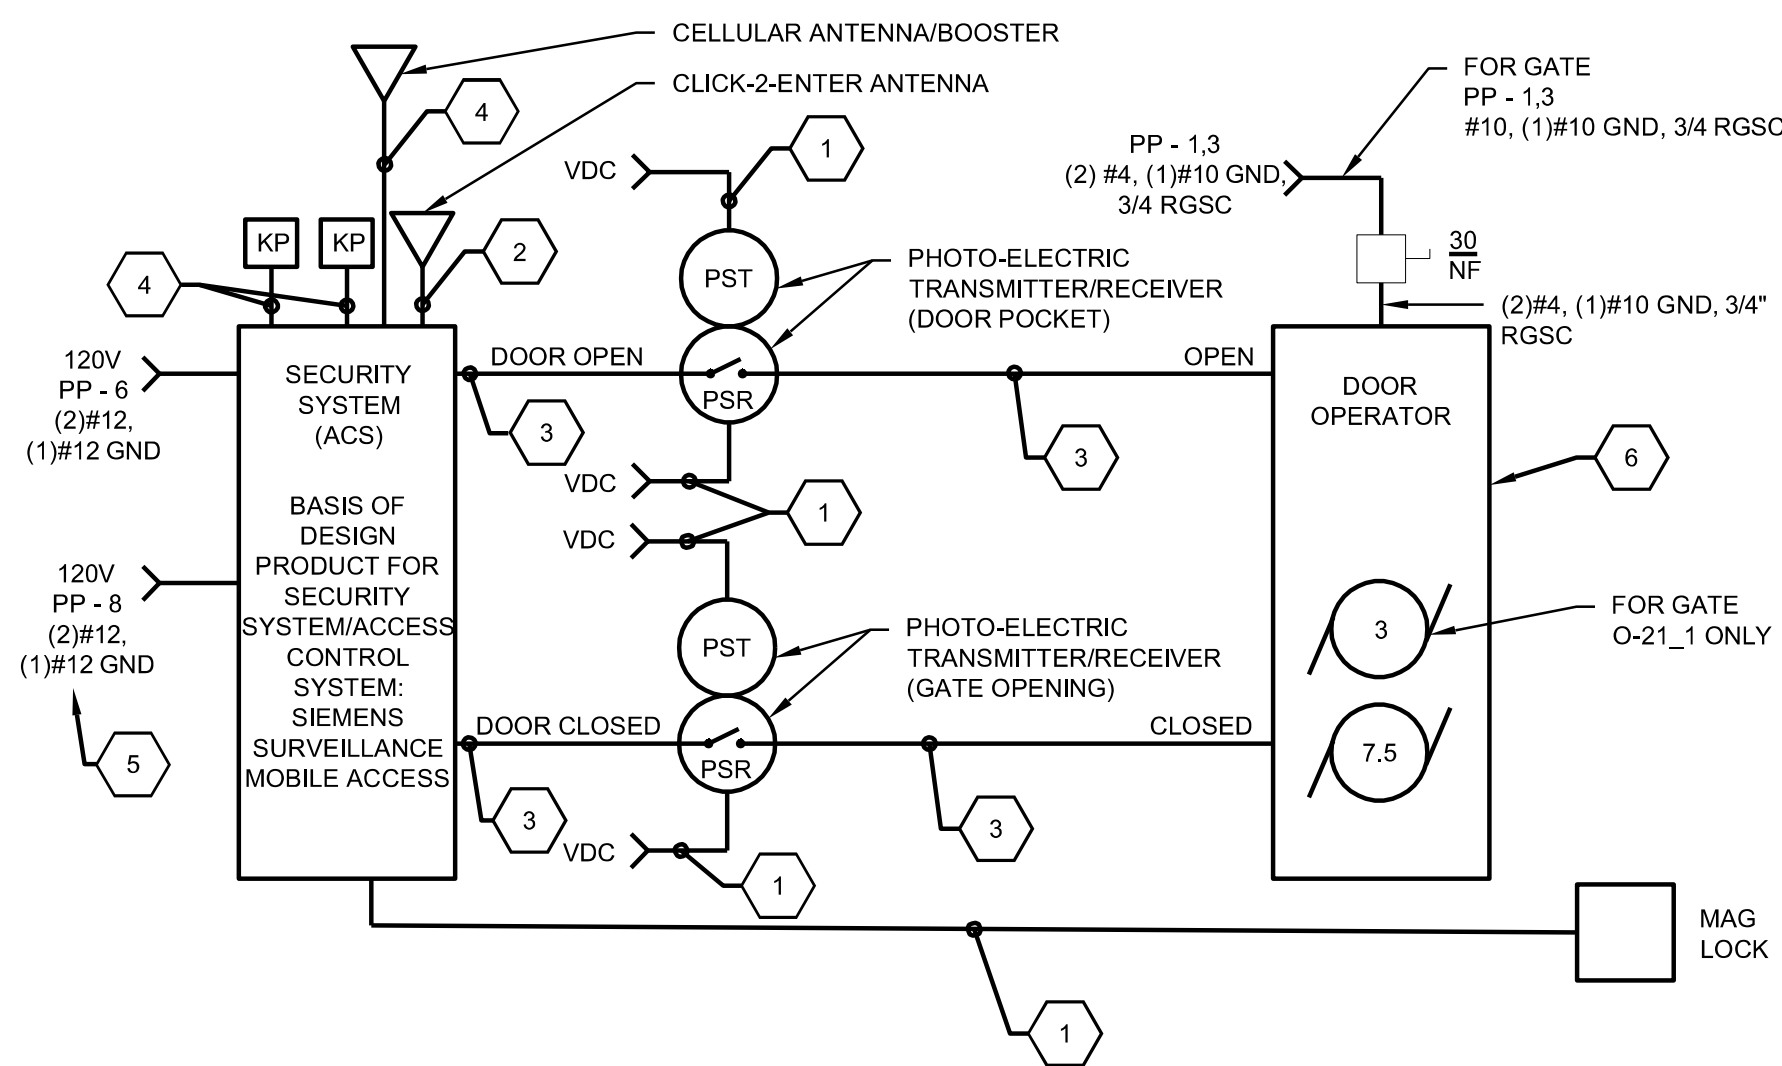 CELLULAR ANTENNA/BOOSTER
CLICK-2-ENTER ANTENNA
4
1
VDC
FOR GATE
PP - 1,3
#10, (1)#10 GND, 3/4 RGSC
PP - 1,3
(2) #4, (1)#10 GND,
3/4 RGSC
KP
KP
2
4
PST
PHOTO-ELECTRIC
TRANSMITTER/RECEIVER
(DOOR POCKET)
30
NF
(2)#4, (1)#10 GND, 3/4"
RGSC
120V
PP - 6
(2)#12,
(1)#12 GND
SECURITY
SYSTEM
(ACS)
DOOR OPEN
PSR
OPEN
DOOR
OPERATOR
3
3
6
VDC
1
VDC
BASIS OF
DESIGN
PRODUCT FOR
SECURITY
SYSTEM/ACCESS
CONTROL
SYSTEM:
SIEMENS
SURVEILLANCE
MOBILE ACCESS
120V
PP - 8
(2)#12,
(1)#12 GND
5
PST
PHOTO-ELECTRIC
TRANSMITTER/RECEIVER
(GATE OPENING)
3
FOR GATE
O-21_1 ONLY
DOOR CLOSED
PSR
CLOSED
7.5
3
3
VDC
1
MAG
LOCK
1